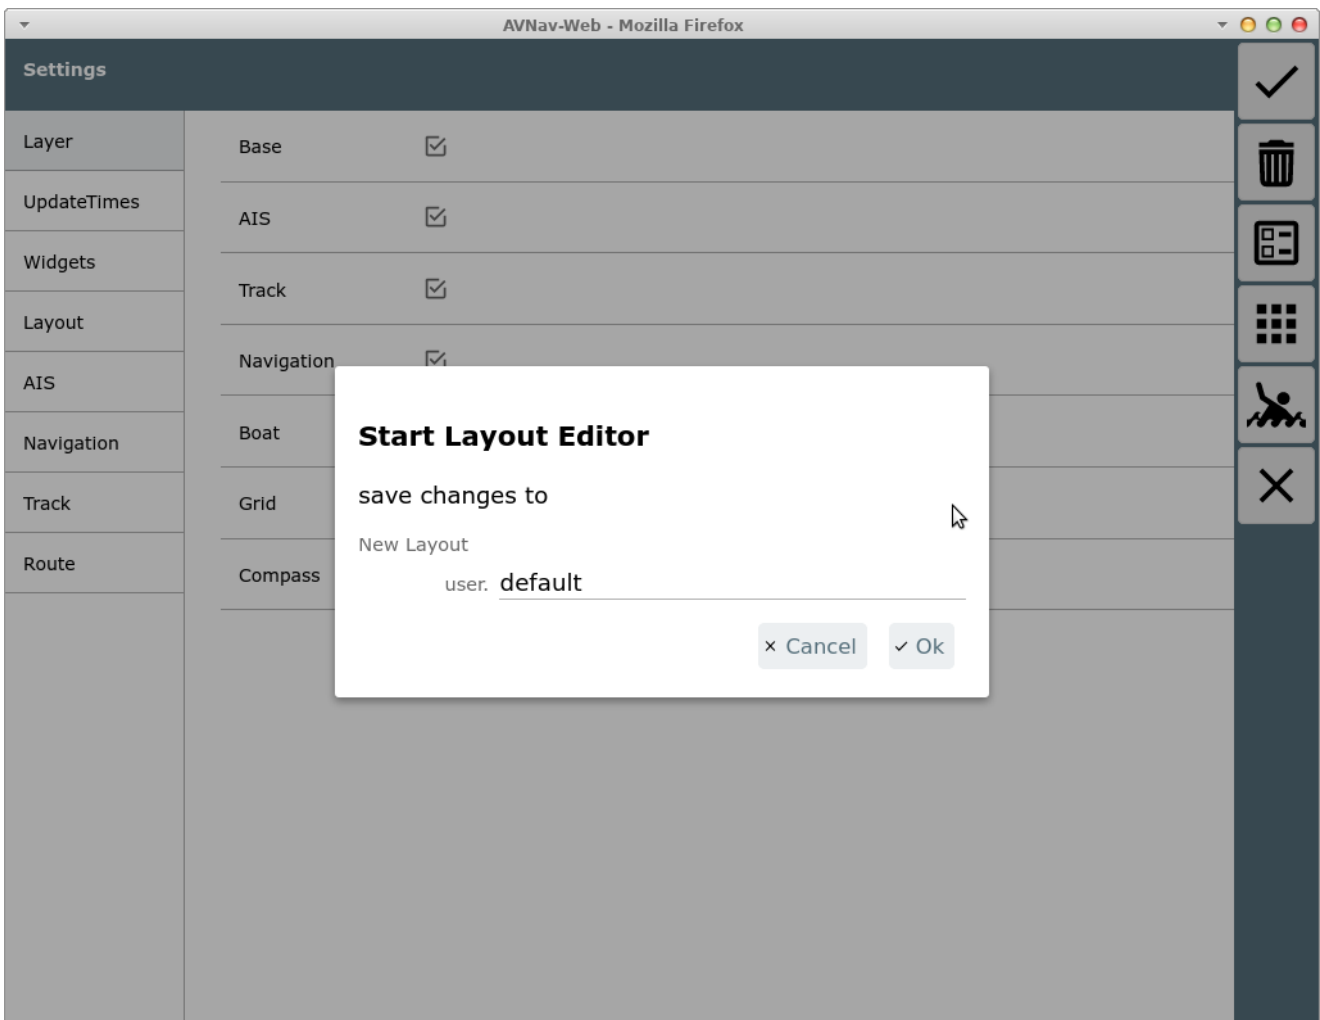 AVNav-Web - Mozilla Firefox
Settings
Layer
UpdateTimes
Widgets
Layout
AIS
Navigation
Track
Route
Base
AIS
Track
Navigation
Boat
Grid
Compass
Start Layout Editor
save changes to
New Layout
user. default
Cancel Ok